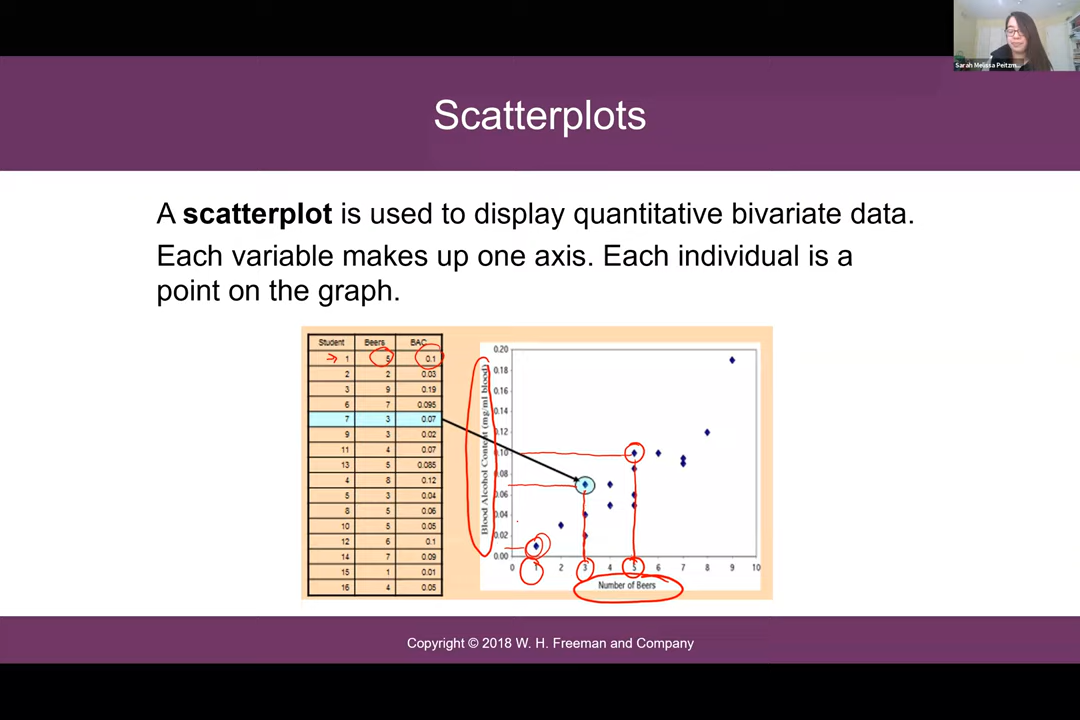 Sarah Melissa Peitzm...
Scatterplots
A scatterplot is used to display quantitative bivariate data.
Each variable makes up one axis. Each individual is a
point on the graph.
Student Beers BAC
1 5 0.1
2 2 0.03
3 9 0.19
6 7 0.095
7 3 0.07
9 3 0.02
11 4 0.07
13 5 0.085
4 8 0.12
5 3 0.04
8 5 0.06
10 5 0.05
12 6 0.1
14 7 0.09
15 1 0.01
16 4 0.05
Blood Alcohol Content (mg/ml blood)
0.20
0.18
0.16
0.14
0.12
0.10
0.08
0.06
0.04
0.02
0.00
0 1 2 3 4 5 6 7 8 9 10
Number of Beers
Copyright © 2018 W. H. Freeman and Company